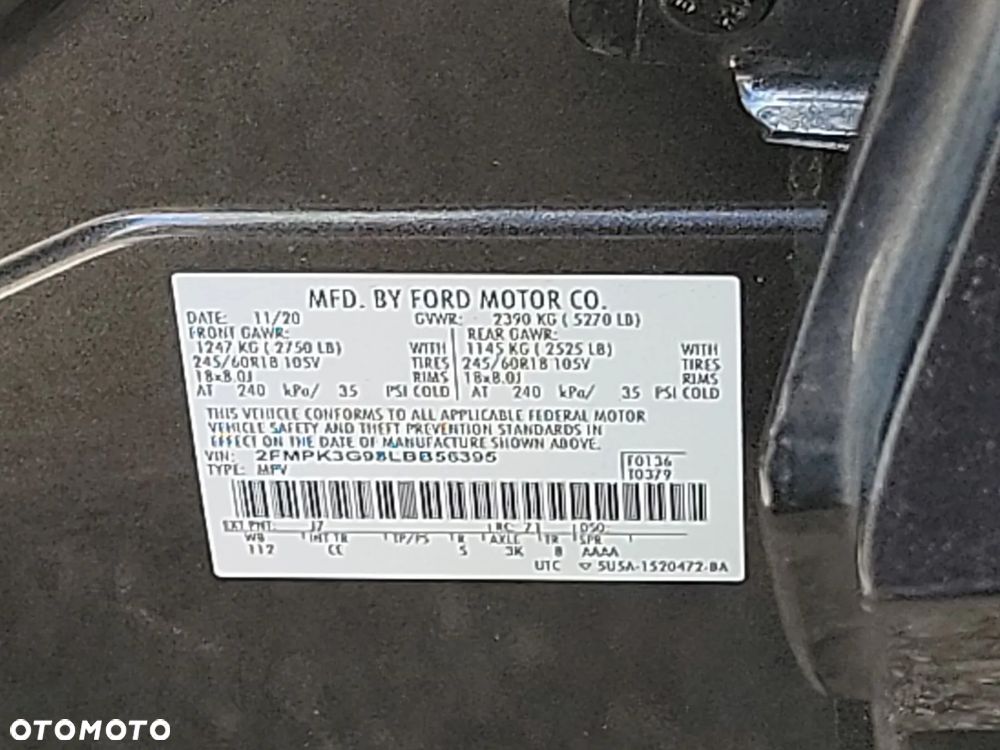 MFD. BY FORD MOTOR CO.
DATE: 11/20 GVWR: 2390 KG ( 5270 LB)
FRONT GAWR: REAR GAWR:
1247 KG ( 2750 LB) WITH 1145 KG ( 2525 LB) WITH
245/60R18 105V TIRES 245/60R18 105V TIRES
18x8.0J RIMS 18x8.0J RIMS
AT 240 kPa/ 35 PSI COLD AT 240 kPa/ 35 PSI COLD
THIS VEHICLE CONFORMS TO ALL APPLICABLE FEDERAL MOTOR
VEHICLE SAFETY AND THEFT PREVENTION STANDARDS IN
EFFECT ON THE DATE OF MANUFACTURE SHOWN ABOVE.
VIN: 2FMPK3G98LBB56395
TYPE: MPV
F0136
T0379
EXT PNT: J7 RC: 71 DSO:
WB INT TR TP/PS R AXLE TR SPR
112 CE 5 3K 8 AAAA
UTC 5U5A-1520472-BA
OTOMOTO